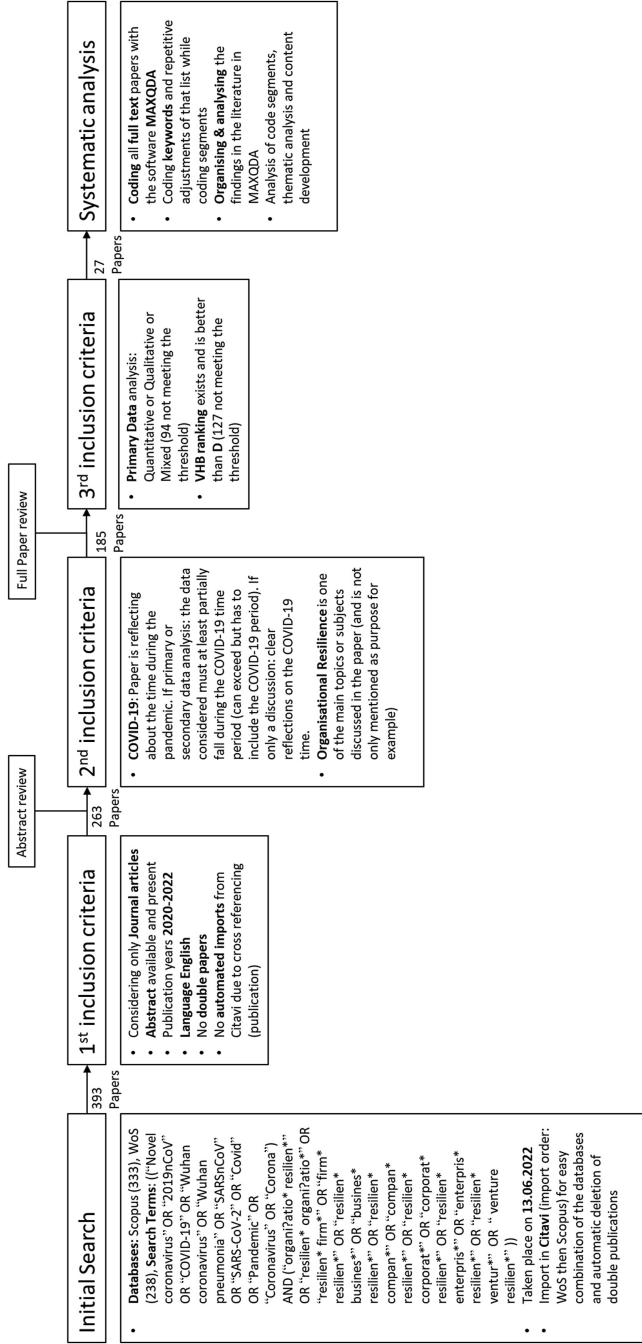 Initial Search
• Databases: Scopus (333), WoS
(238), Search Terms: ((“Novel
coronavirus” OR “2019nCoV”
OR “COVID-19” OR “Wuhan
coronavirus” OR “Wuhan
pneumonia” OR “SARSnCoV”
OR “SARS-CoV-2” OR “Covid”
OR “Pandemic” OR
“Coronavirus” OR “Corona”)
AND (“organi?atio* resilien*”
OR “resilien* organi?atio*” OR
“resilien* firm*” OR “firm*
resilien*” OR “resilien*
busines*” OR “busines*
resilien*” OR “resilien*
compan*” OR “compan*
resilien*” OR “resilien*
corporat*” OR “corporat*
resilien*” OR “resilien*
enterpris*” OR “enterpris*
resilien*” OR “resilien*
ventur*” OR “ venture
resilien*” ))
• Taken place on 13.06.2022
• Import in Citavi (import order:
WoS then Scopus) for easy
combination of the databases
and automatic deletion of
double publications
393
Papers
1st inclusion criteria
• Considering only Journal articles
• Abstract available and present
• Publication years 2020-2022
• Language English
• No double papers
• No automated imports from
Citavi due to cross referencing
(publication)
Abstract review
263
Papers
2nd inclusion criteria
• COVID-19: Paper is reflecting
about the time during the
pandemic. If primary or
secondary data analysis: the data
considered must at least partially
fall during the COVID-19 time
period (can exceed but has to
include the COVID-19 period). If
only a discussion: clear
reflections on the COVID-19
time.
• Organisational Resilience is one
of the main topics or subjects
discussed in the paper (and is not
only mentioned as purpose for
example)
Full Paper review
185
Papers
3rd inclusion criteria
• Primary Data analysis:
Quantitative or Qualitative or
Mixed (94 not meeting the
threshold)
• VHB ranking exists and is better
than D (127 not meeting the
threshold)
27
Papers
Systematic analysis
• Coding all full text papers with
the software MAXQDA
• Coding keywords and repetitive
adjustments of that list while
coding segments
• Organising & analysing the
findings in the literature in
MAXQDA
• Analysis of code segments,
thematic analysis and content
development